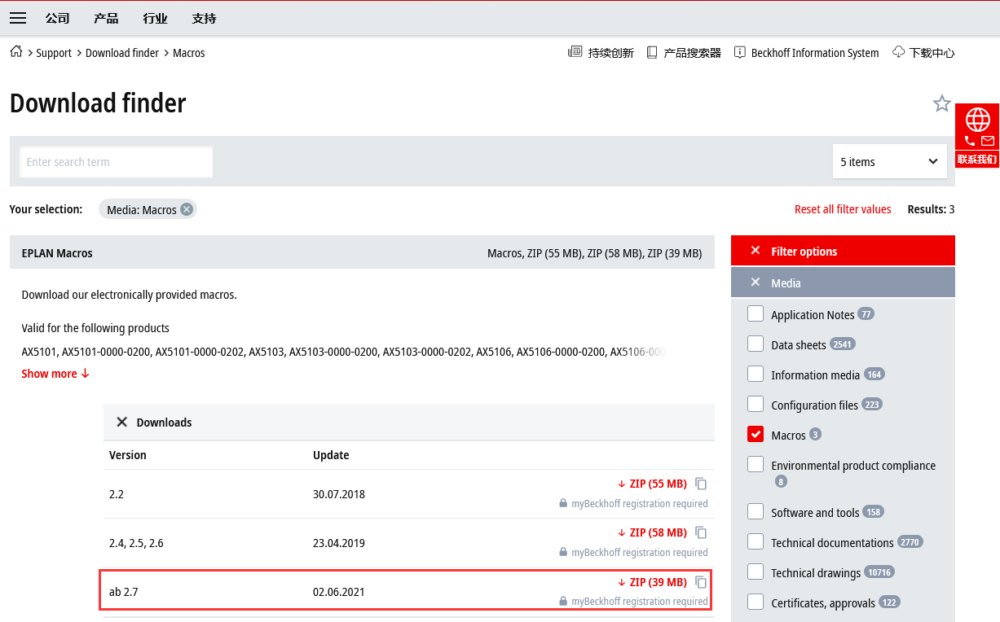 公司 产品 行业 支持
Support > Download finder > Macros
持续创新 产品搜索器 Beckhoff Information System 下载中心
Download finder
联系我们
Enter search term
5 items
Your selection: Media: Macros
Reset all filter values Results: 3
EPLAN Macros Macros, ZIP (55 MB), ZIP (58 MB), ZIP (39 MB)
Download our electronically provided macros.
Valid for the following products
AX5101, AX5101-0000-0200, AX5101-0000-0202, AX5103, AX5103-0000-0200, AX5103-0000-0202, AX5106, AX5106-0000-0200, AX5106-000
Show more ↓
Downloads
Version Update
2.2 30.07.2018 ZIP (55 MB)
myBeckhoff registration required
2.4, 2.5, 2.6 23.04.2019 ZIP (58 MB)
myBeckhoff registration required
ab 2.7 02.06.2021 ZIP (39 MB)
myBeckhoff registration required
Filter options
Media
Application Notes 77
Data sheets 2541
Information media 164
Configuration files 223
Macros 3
Environmental product compliance
8
Software and tools 158
Technical documentations 2770
Technical drawings 10716
Certificates, approvals 122